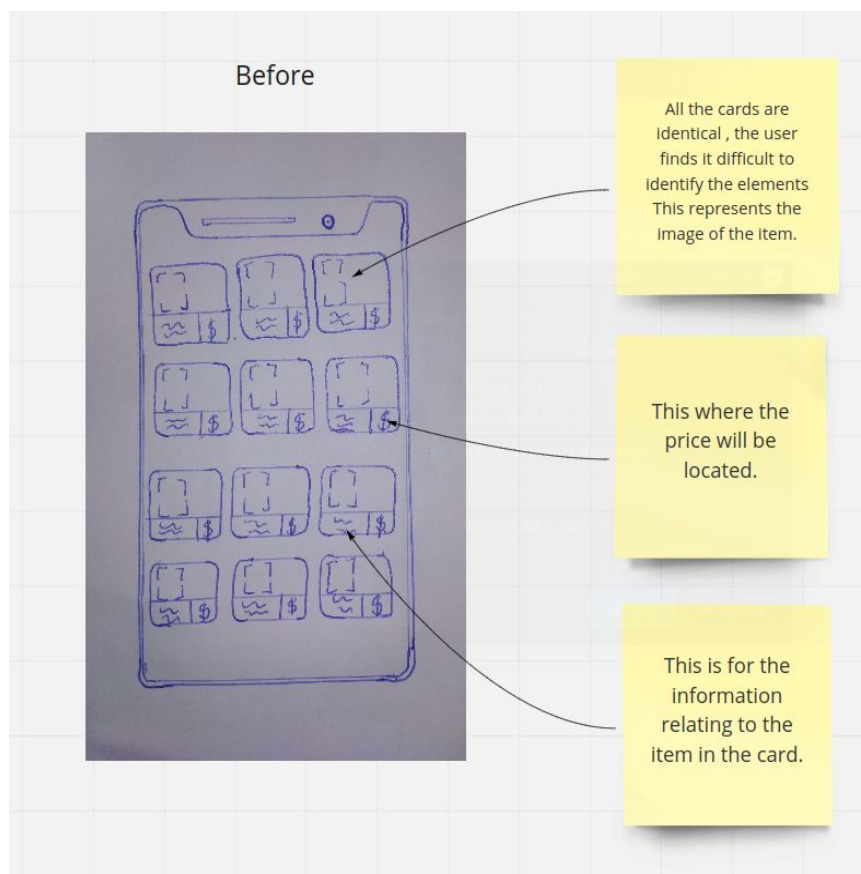 Before
All the cards are
identical , the user
finds it difficult to
identify the elements
This represents the
image of the item.
$ $ $
$ $ $
This where the
price will be
located.
$ $ $
$ $ $
This is for the
information
relating to the
item in the card.